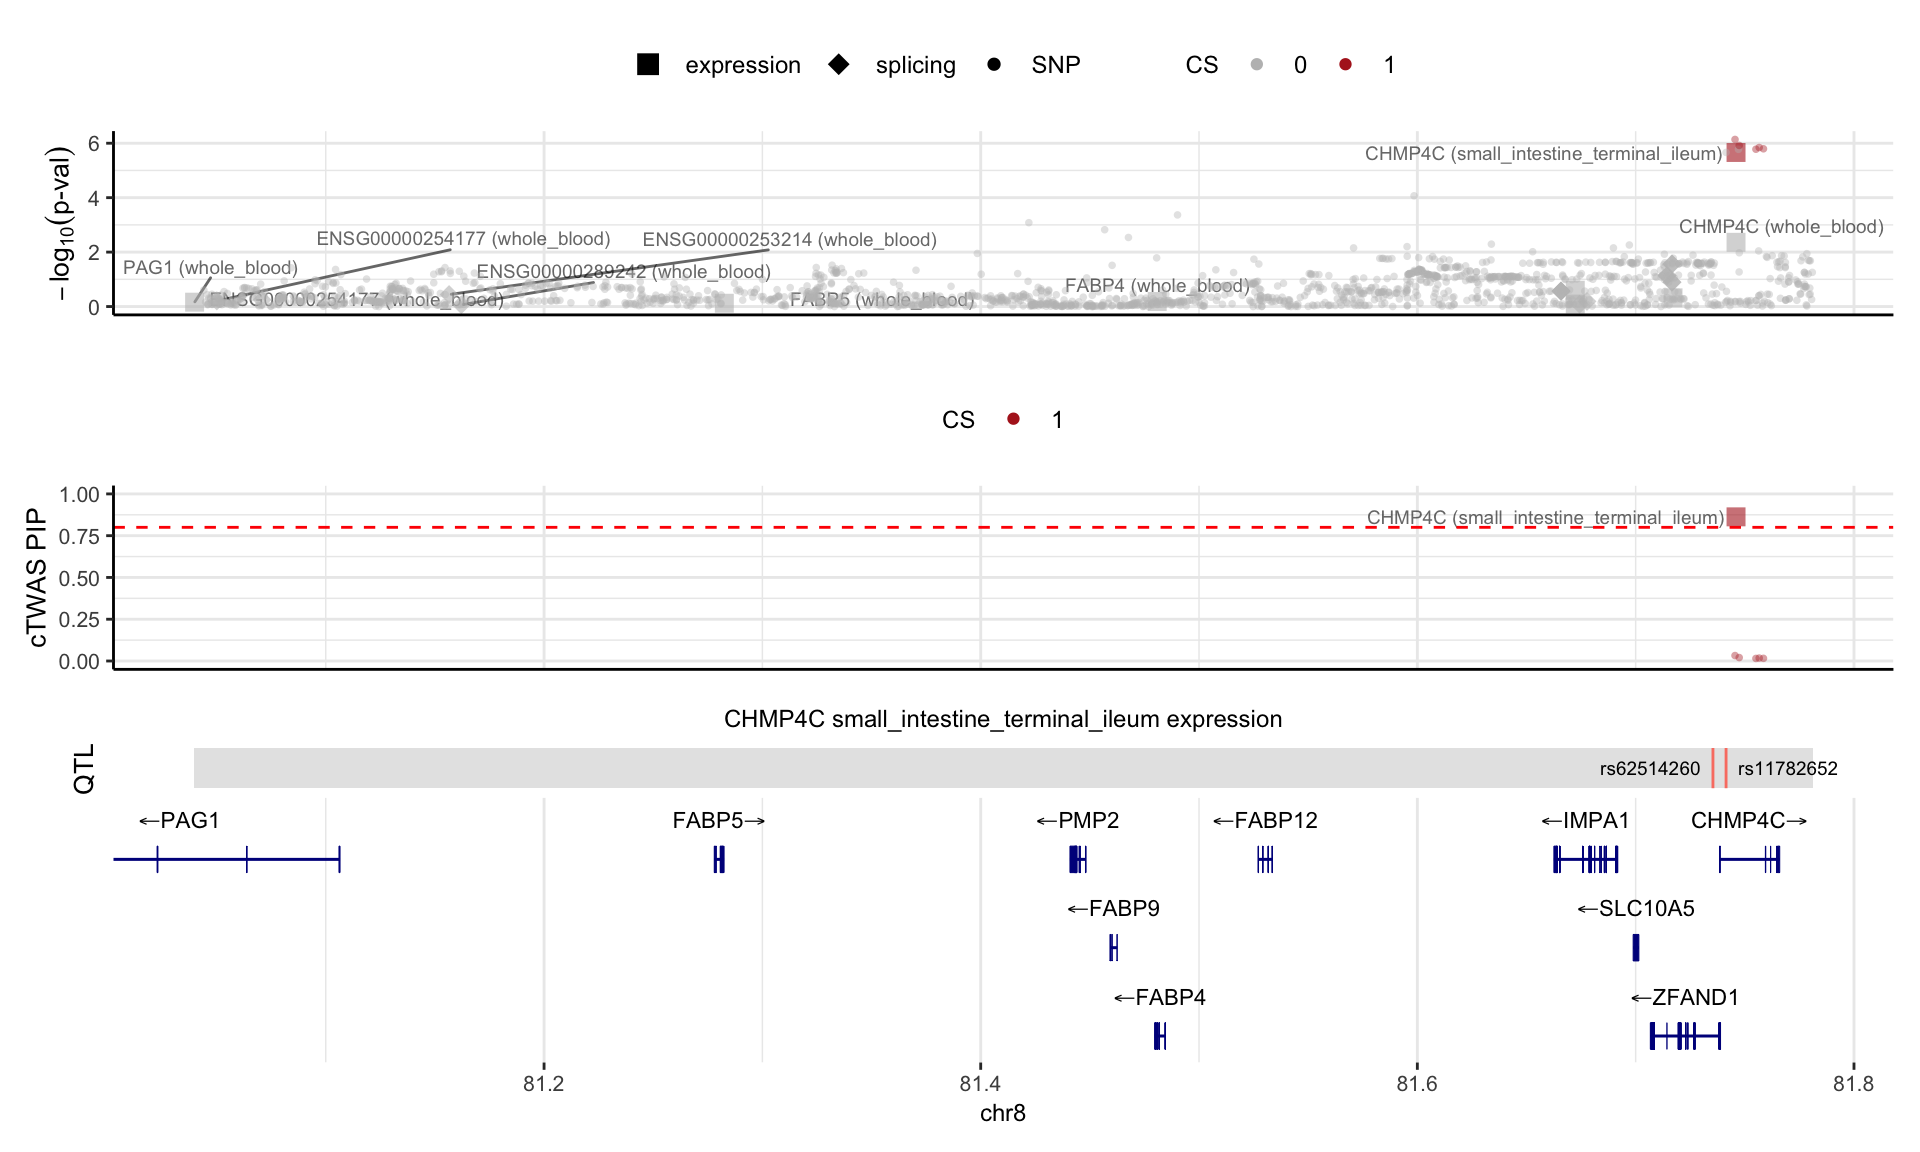 expression splicing SNP CS 0 1
−log10(p-val)
6
4
2
0
CHMP4C (small_intestine_terminal_ileum)
CHMP4C (whole_blood)
ENSG00000254177 (whole_blood)
ENSG00000253214 (whole_blood)
PAG1 (whole_blood)
ENSG00000289242 (whole_blood)
FABP4 (whole_blood)
ENSG00000254177 (whole_blood)
FABP5 (whole_blood)
CS 1
cTWAS PIP
1.00
0.75
0.50
0.25
0.00
CHMP4C (small_intestine_terminal_ileum)
CHMP4C small_intestine_terminal_ileum expression
QTL
rs62514260 rs11782652
←PAG1 FABP5→ ←PMP2 ←FABP12 ←IMPA1 CHMP4C→
←FABP9 ←SLC10A5
←FABP4 ←ZFAND1
81.2 81.4 81.6 81.8
chr8